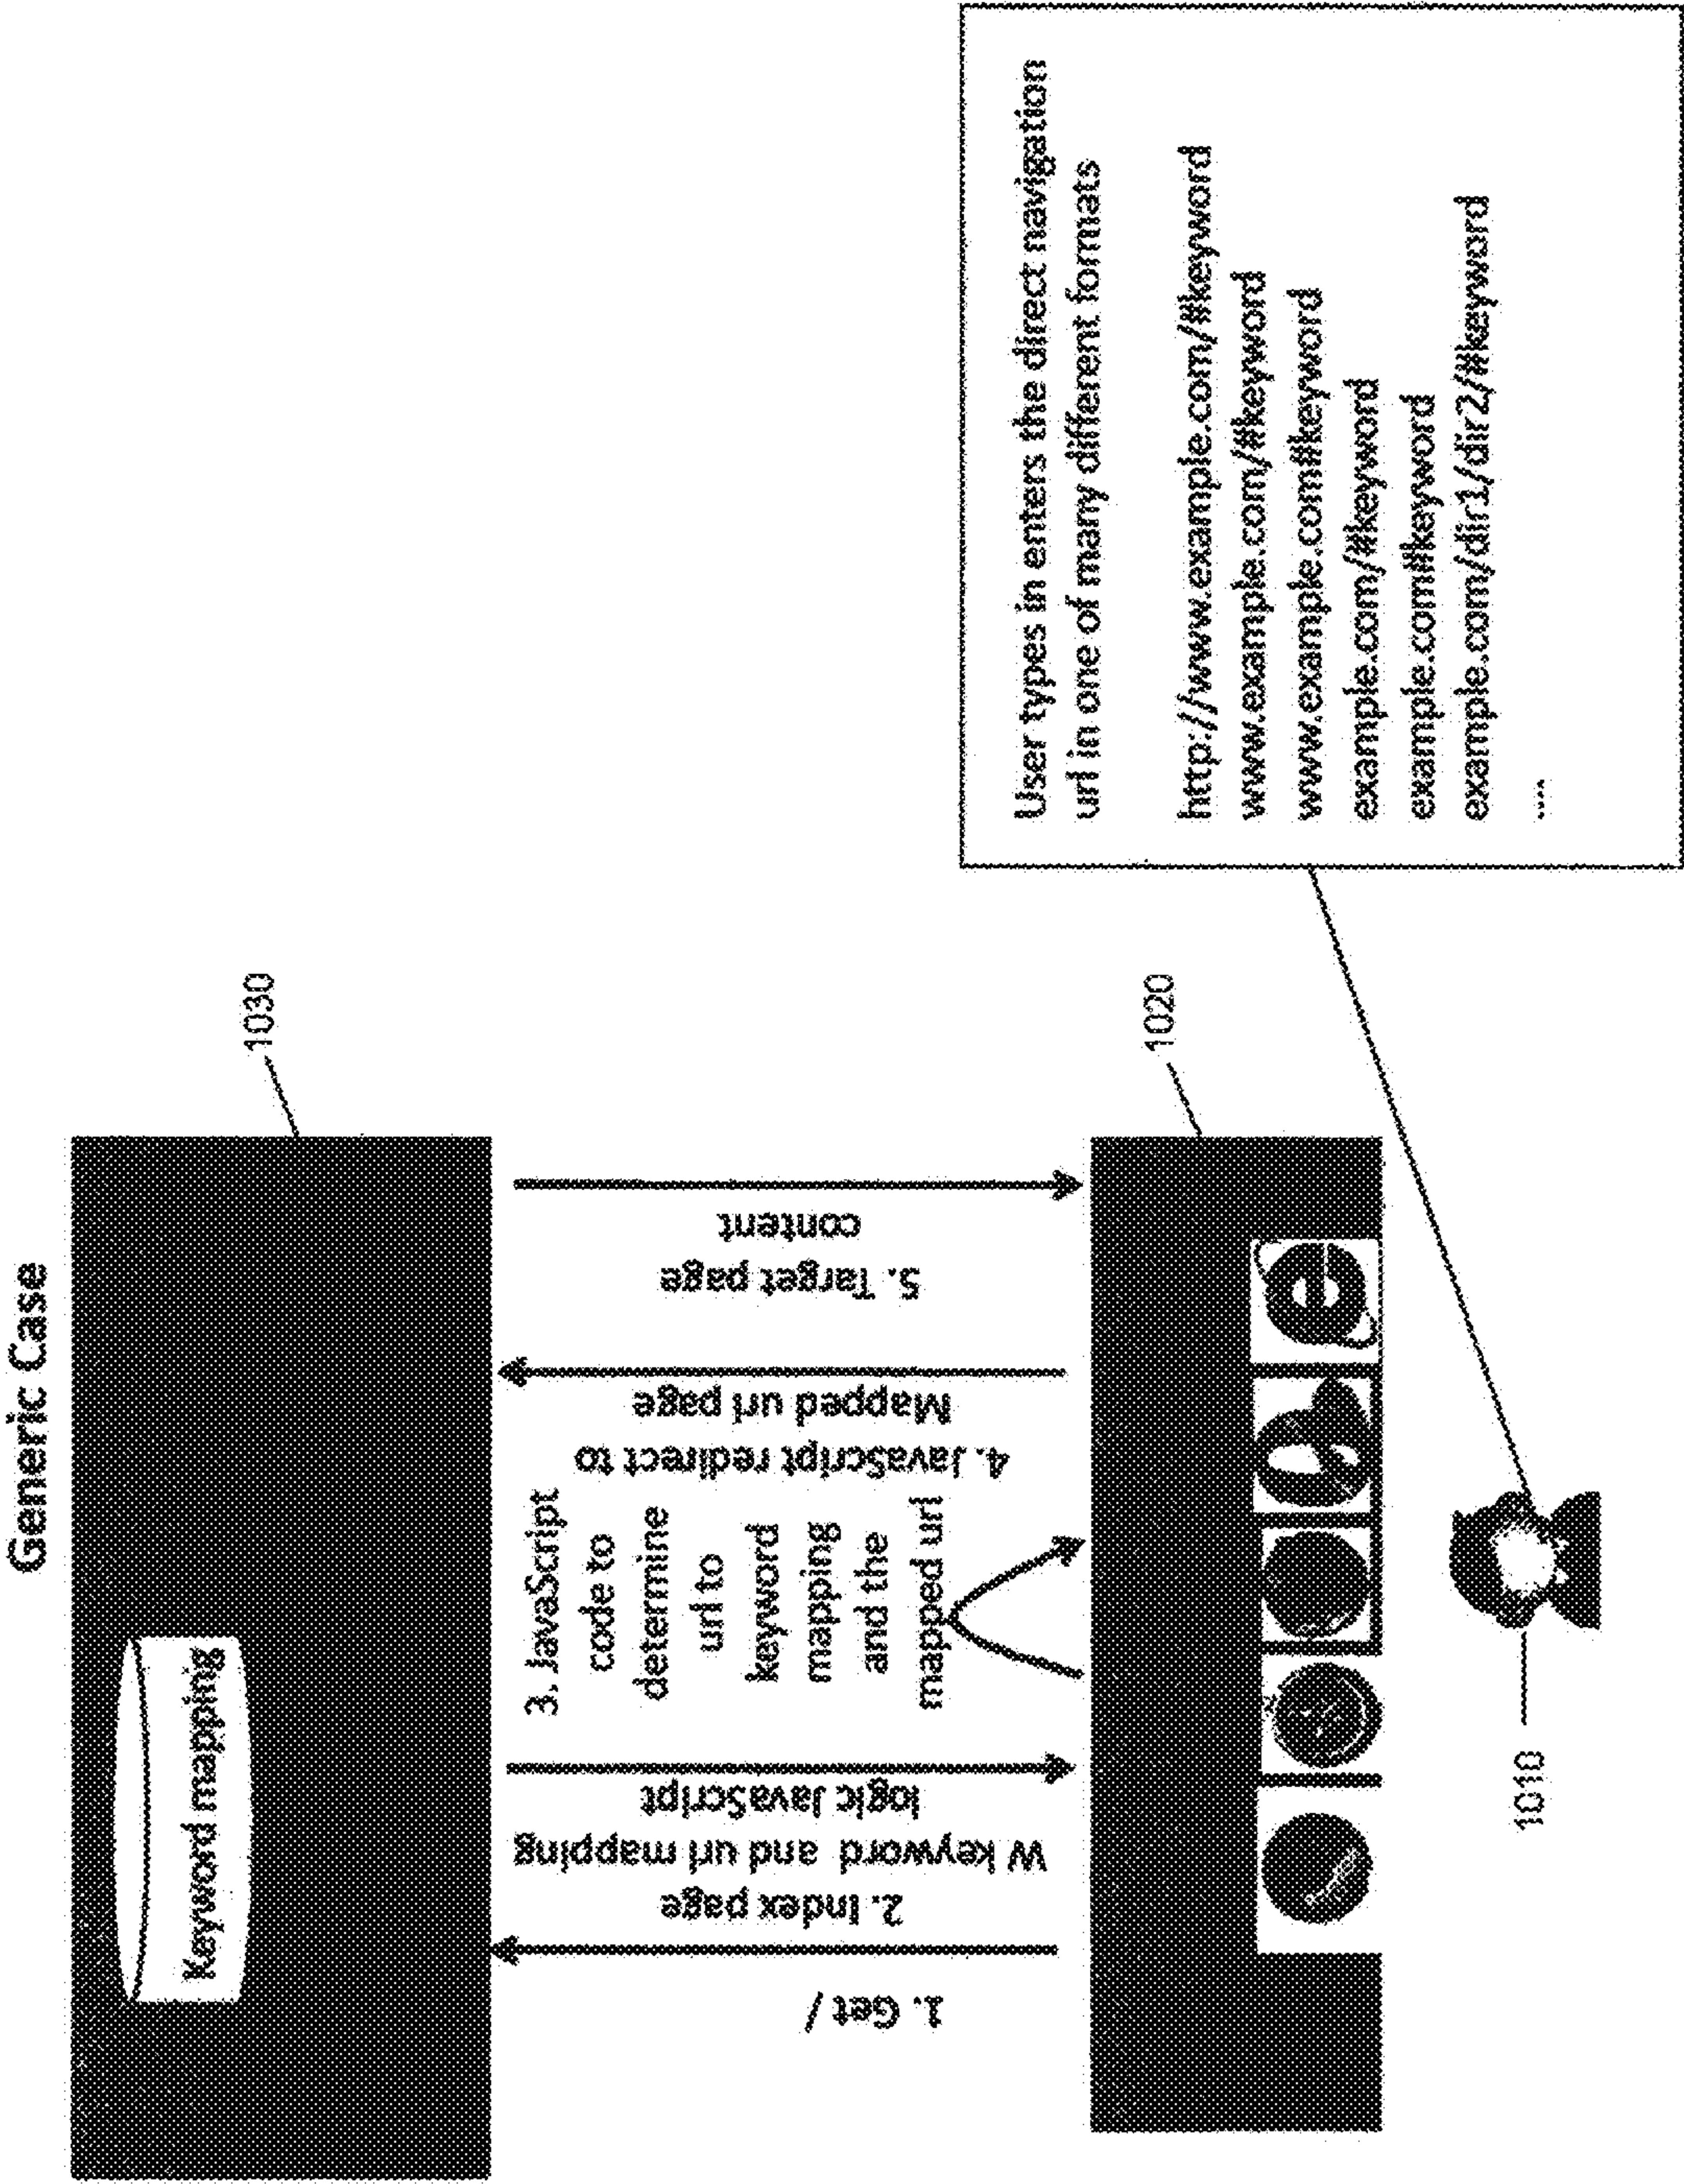 Generic Case
Keyword mapping
1030
1. Get /
2. Index page
W keyword and url mapping
logic JavaScript
3. JavaScript
code to
determine
url to
keyword
mapping
and the
mapped url
4. JavaScript redirect to
Mapped url page
5. Target page
content
1020
1010
User types in enters the direct navigation
url in one of many different formats
http://www.example.com/#keyword
www.example.com/#keyword
www.example.com#keyword
example.com/#keyword
example.com#keyword
example.com/dir1/dir2/#keyword
....